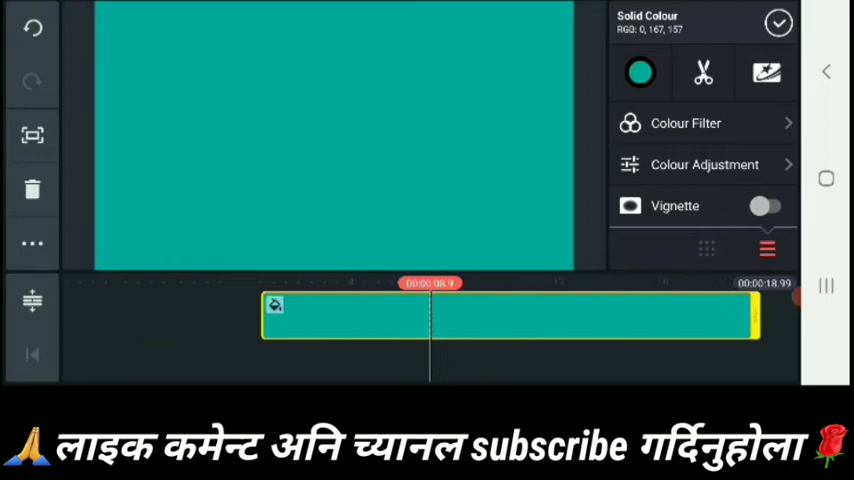 Solid Colour
RGB: 0, 167, 157
Colour Filter
Colour Adjustment
Vignette
00:00:08.9
00:00:18.99
🙏लाइक कमेन्ट अनि च्यानल subscribe गर्दिनुहोला🌹